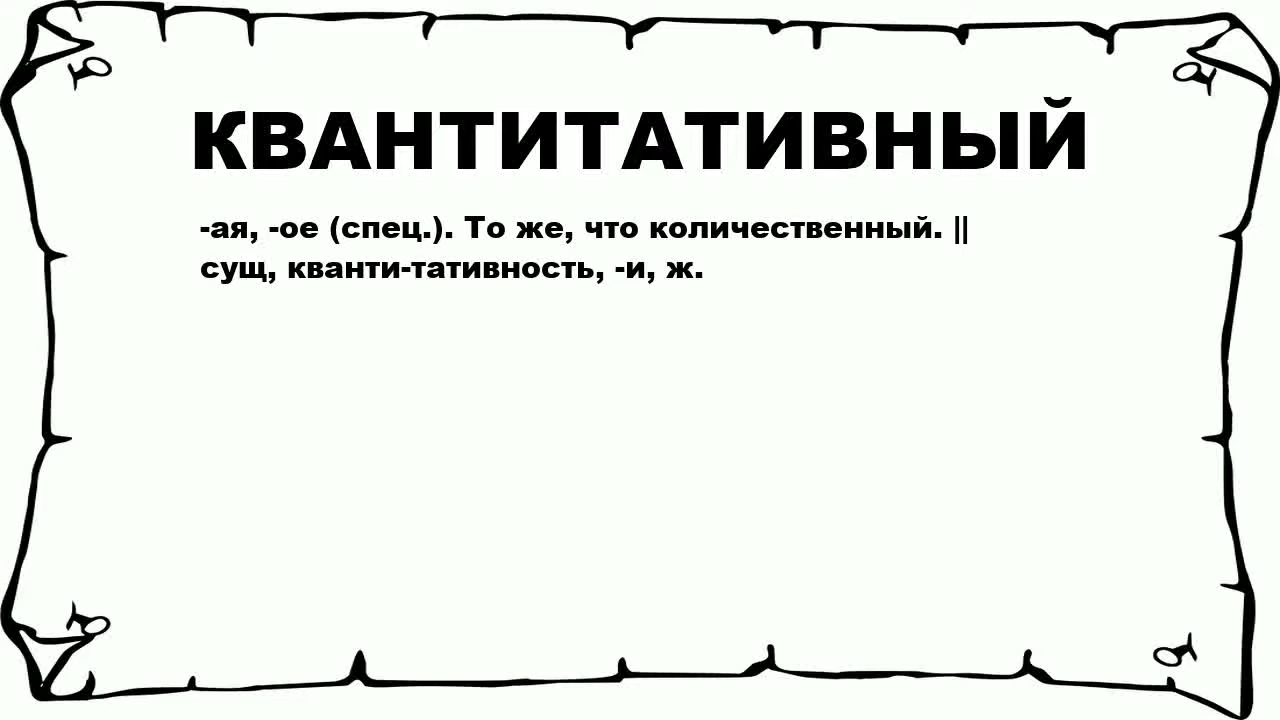 КВАНТИТАТИВНЫЙ
-ая, -ое (спец.). То же, что количественный. ||
сущ, кванти-тативность, -и, ж.